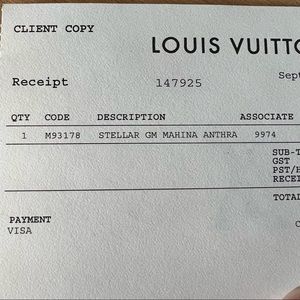 CLIENT COPY
LOUIS VUITTO
Sept
Receipt 147925
QTY CODE DESCRIPTION ASSOCIATE
1 M93178 STELLAR GM MAHINA ANTHRA 9974
SUB-T
GST
PST/H
RECEI
TOTAL
PAYMENT
VISA
C